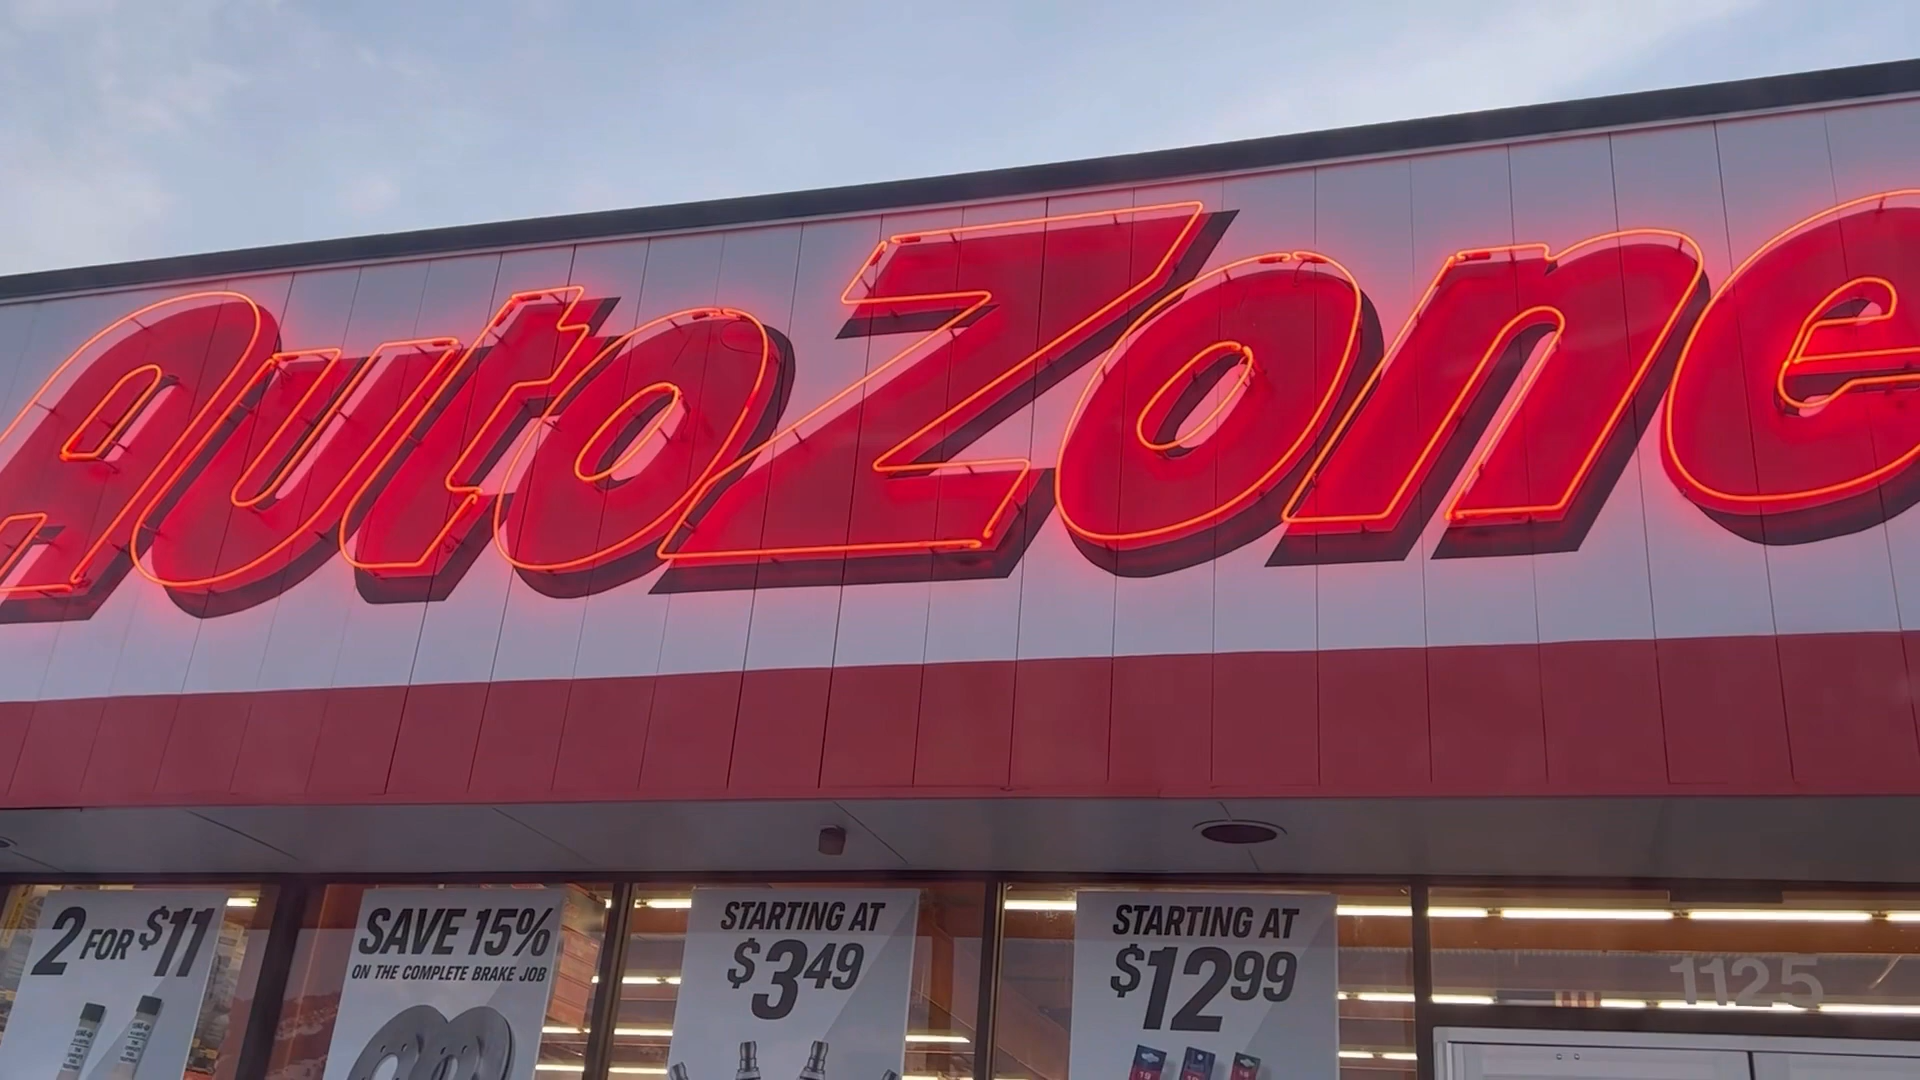 AutoZone
2 FOR $11
SAVE 15%
ON THE COMPLETE BRAKE JOB
STARTING AT
$3 49
STARTING AT
$12 99
1125